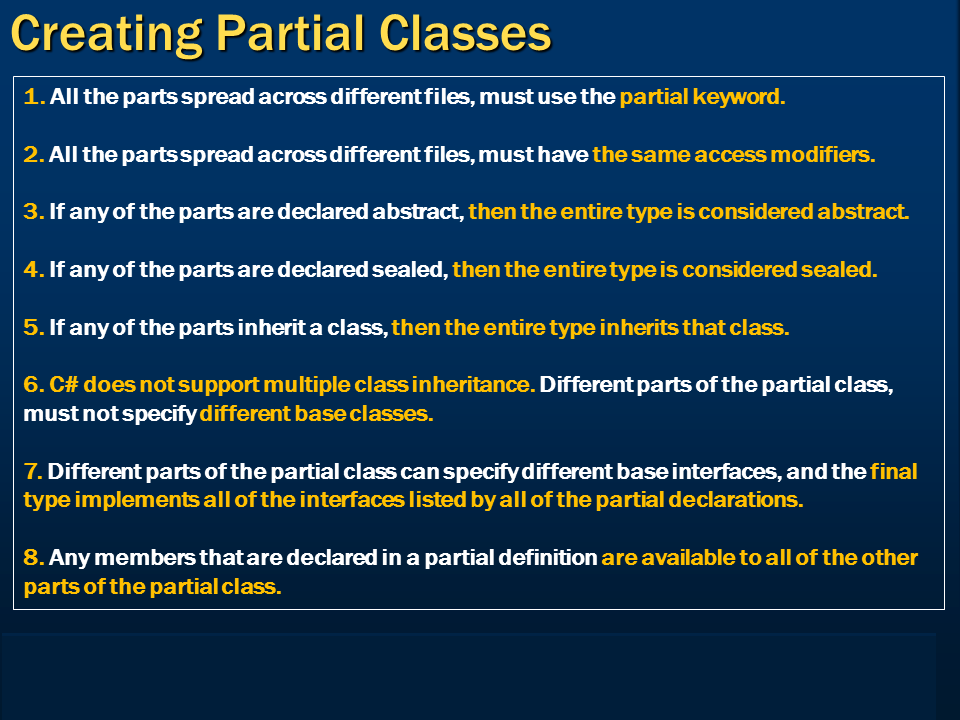 Creating Partial Classes
1. All the parts spread across different files, must use the partial keyword.
2. All the parts spread across different files, must have the same access modifiers.
3. If any of the parts are declared abstract, then the entire type is considered abstract.
4. If any of the parts are declared sealed, then the entire type is considered sealed.
5. If any of the parts inherit a class, then the entire type inherits that class.
6. C# does not support multiple class inheritance. Different parts of the partial class,
must not specify different base classes.
7. Different parts of the partial class can specify different base interfaces, and the final
type implements all of the interfaces listed by all of the partial declarations.
8. Any members that are declared in a partial definition are available to all of the other
parts of the partial class.